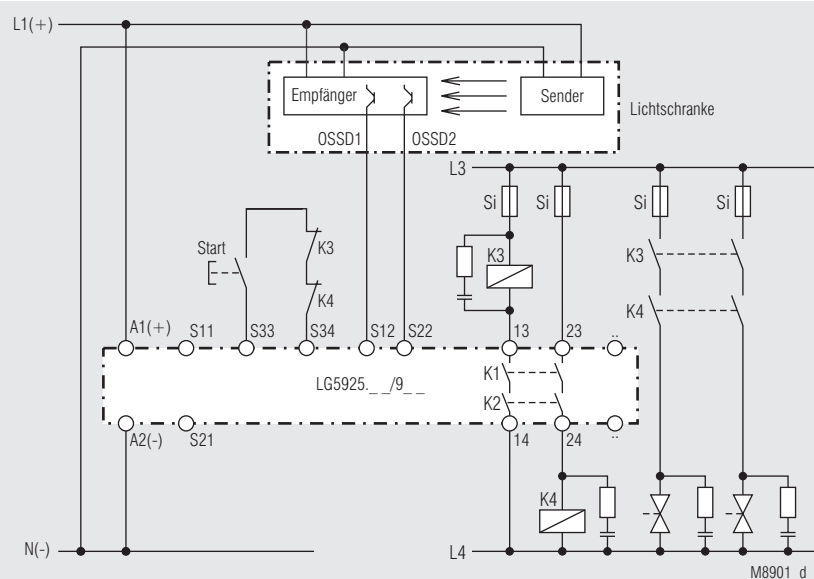 L1(+)
Empfänger
Sender
Lichtschranke
OSSD1
OSSD2
L3
Si
Si
Si
Si
Start
K3
K4
K3
K3
K4
A1(+)
S11
S33
S34
S12
S22
13
23
..
LG5925._ _/9_ _
K1
K2
A2(-)
S21
14
24
..
K4
N(-)
L4
M8901_d